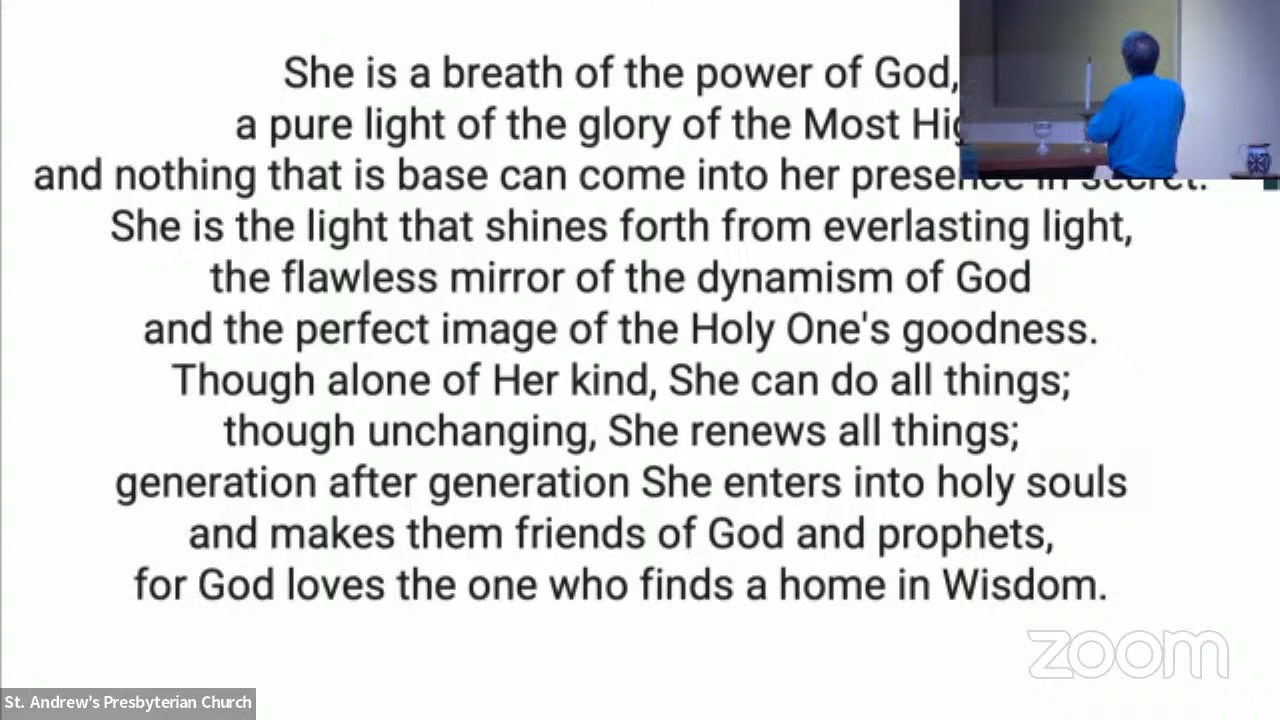 She is a breath of the power of God,
a pure light of the glory of the Most
and nothing that is base can come into her presence in secret.
She is the light that shines forth from everlasting light,
the flawless mirror of the dynamism of God
and the perfect image of the Holy One's goodness.
Though alone of Her kind, She can do all things;
though unchanging, She renews all things;
generation after generation She enters into holy souls
and makes them friends of God and prophets,
for God loves the one who finds a home in Wisdom.
zoom
St. Andrew's Presbyterian Church